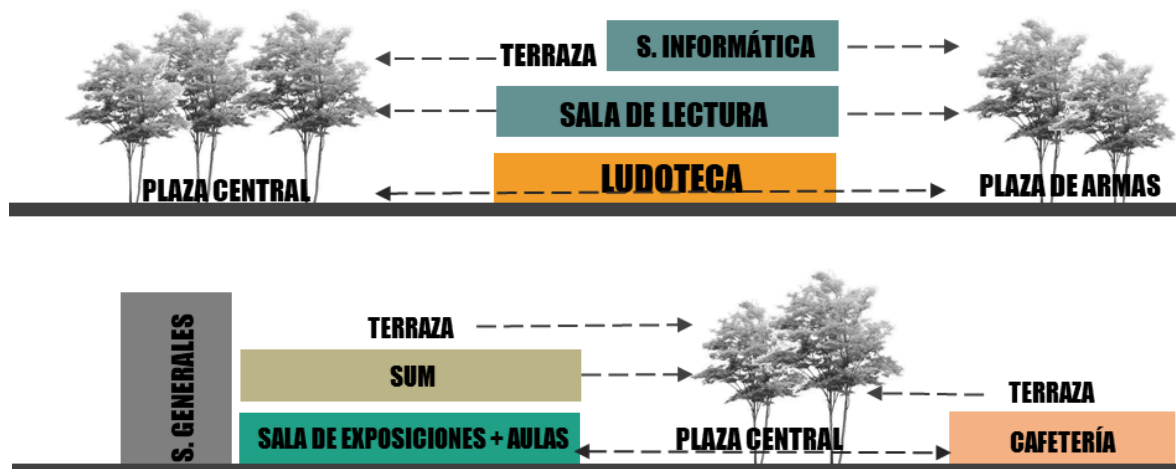 TERRAZA
S. INFORMÁTICA
SALA DE LECTURA
LUDOTECA
PLAZA CENTRAL
PLAZA DE ARMAS
S. GENERALES
TERRAZA
SUM
TERRAZA
SALA DE EXPOSICIONES + AULAS
PLAZA CENTRAL
CAFETERÍA